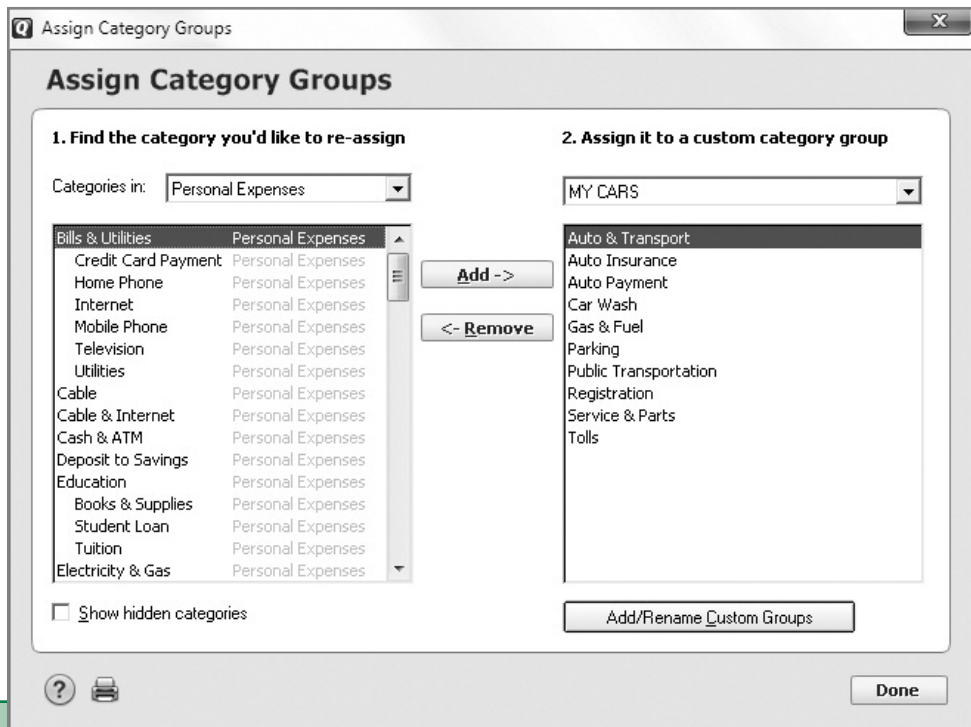 Assign Category Groups
X
Assign Category Groups
1. Find the category you'd like to re-assign
Categories in: Personal Expenses
Bills & Utilities Personal Expenses
Credit Card Payment Personal Expenses
Home Phone Personal Expenses
Internet Personal Expenses
Mobile Phone Personal Expenses
Television Personal Expenses
Utilities Personal Expenses
Cable Personal Expenses
Cable & Internet Personal Expenses
Cash & ATM Personal Expenses
Deposit to Savings Personal Expenses
Education Personal Expenses
Books & Supplies Personal Expenses
Student Loan Personal Expenses
Tuition Personal Expenses
Electricity & Gas Personal Expenses
Show hidden categories
Add ->
<- Remove
2. Assign it to a custom category group
MY CARS
Auto & Transport
Auto Insurance
Auto Payment
Car Wash
Gas & Fuel
Parking
Public Transportation
Registration
Service & Parts
Tolls
Add/Rename Custom Groups
?
Done